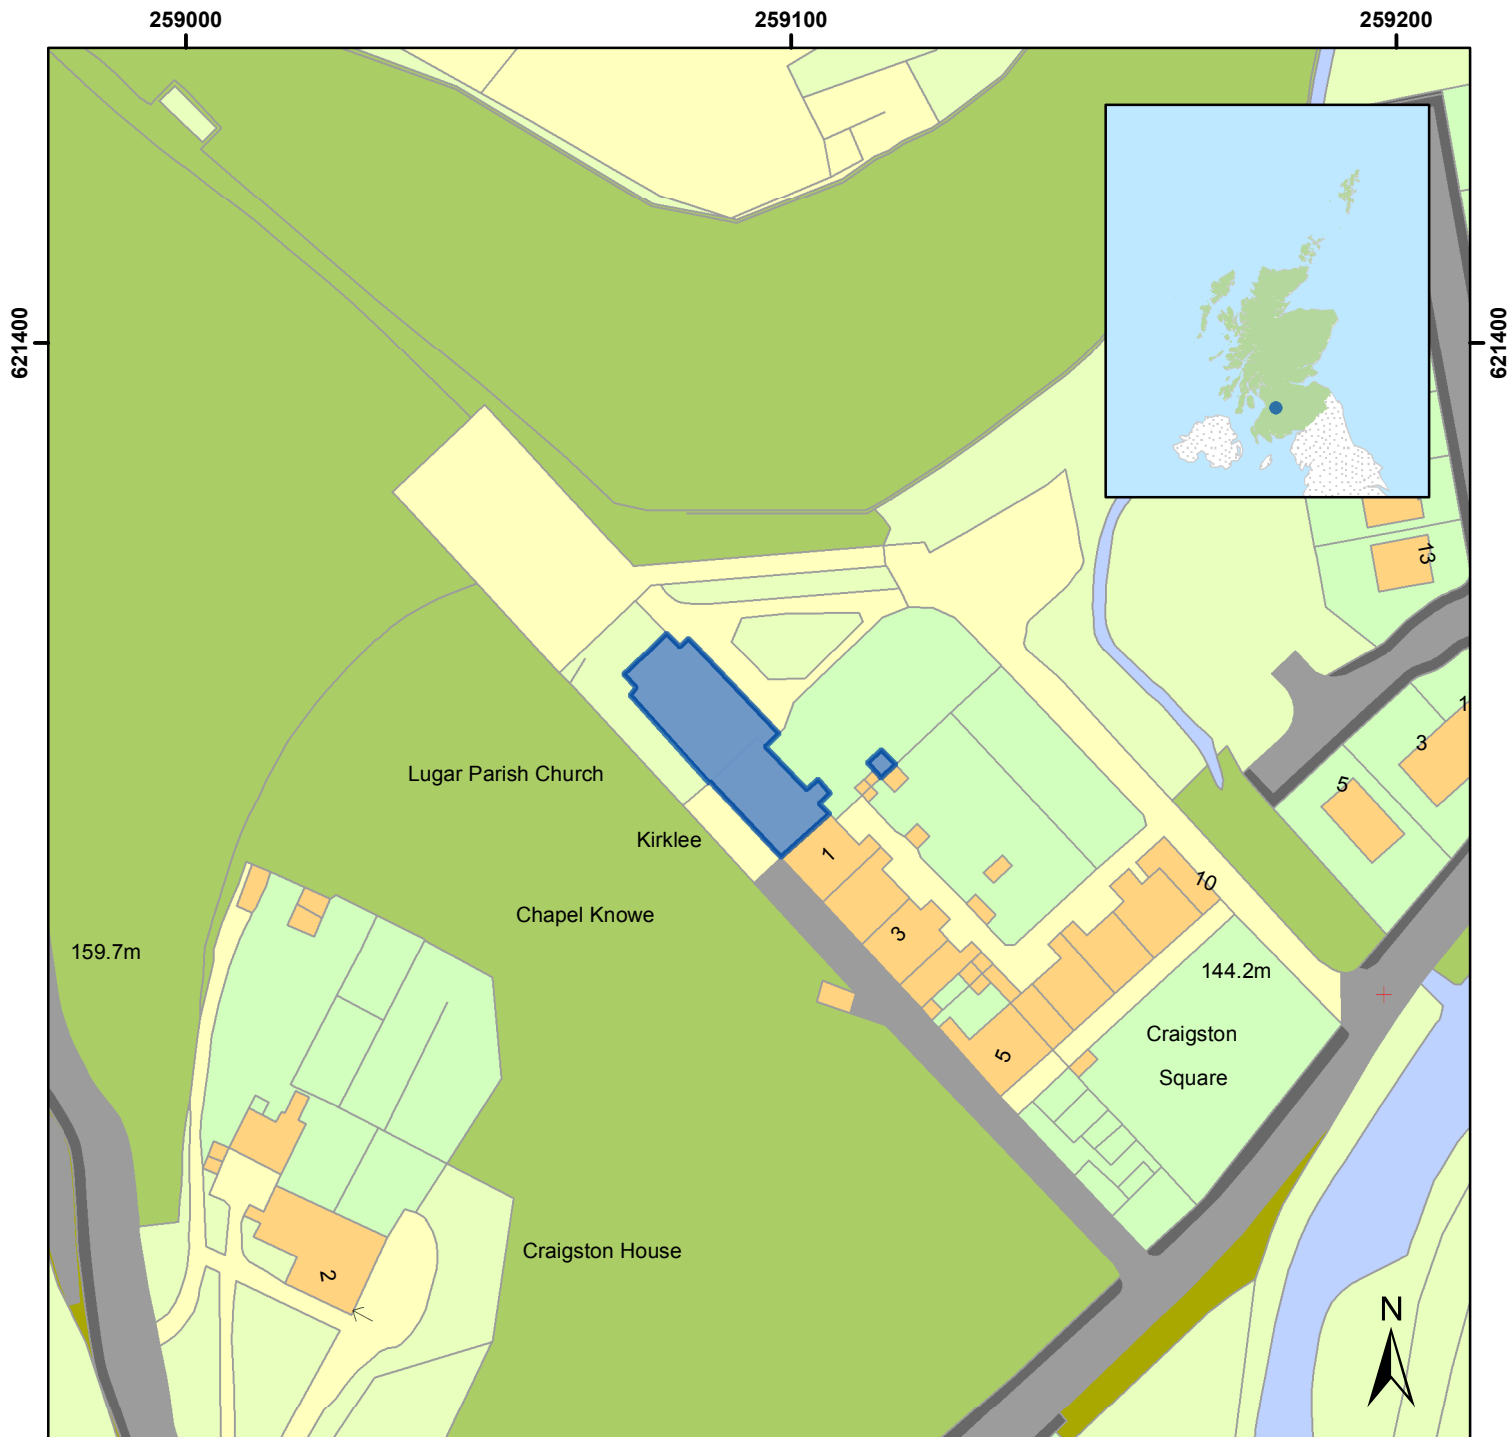 259000
259100
259200
621400
621400
13
1
3
5
Lugar Parish Church
Kirklee
1
10
Chapel Knowe
3
159.7m
144.2m
Craigston
Square
5
Craigston House
2
N